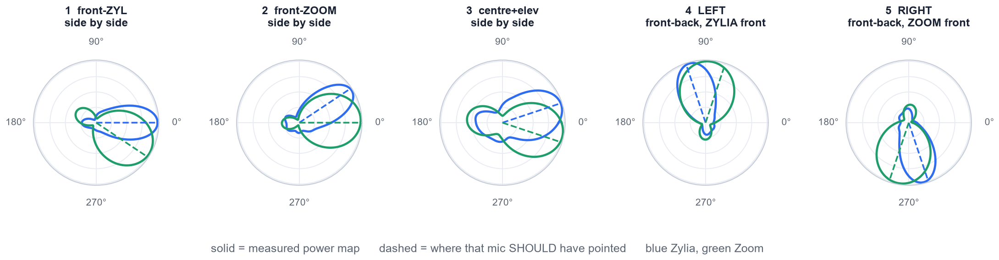 1 front-ZYL
side by side
90°
180°
0°
270°
2 front-ZOOM
side by side
90°
180°
0°
270°
3 centre+elev
side by side
90°
180°
0°
270°
4 LEFT
front-back, ZYLIA front
90°
180°
0°
270°
5 RIGHT
front-back, ZOOM front
90°
180°
0°
270°
solid = measured power map dashed = where that mic SHOULD have pointed blue Zylia, green Zoom